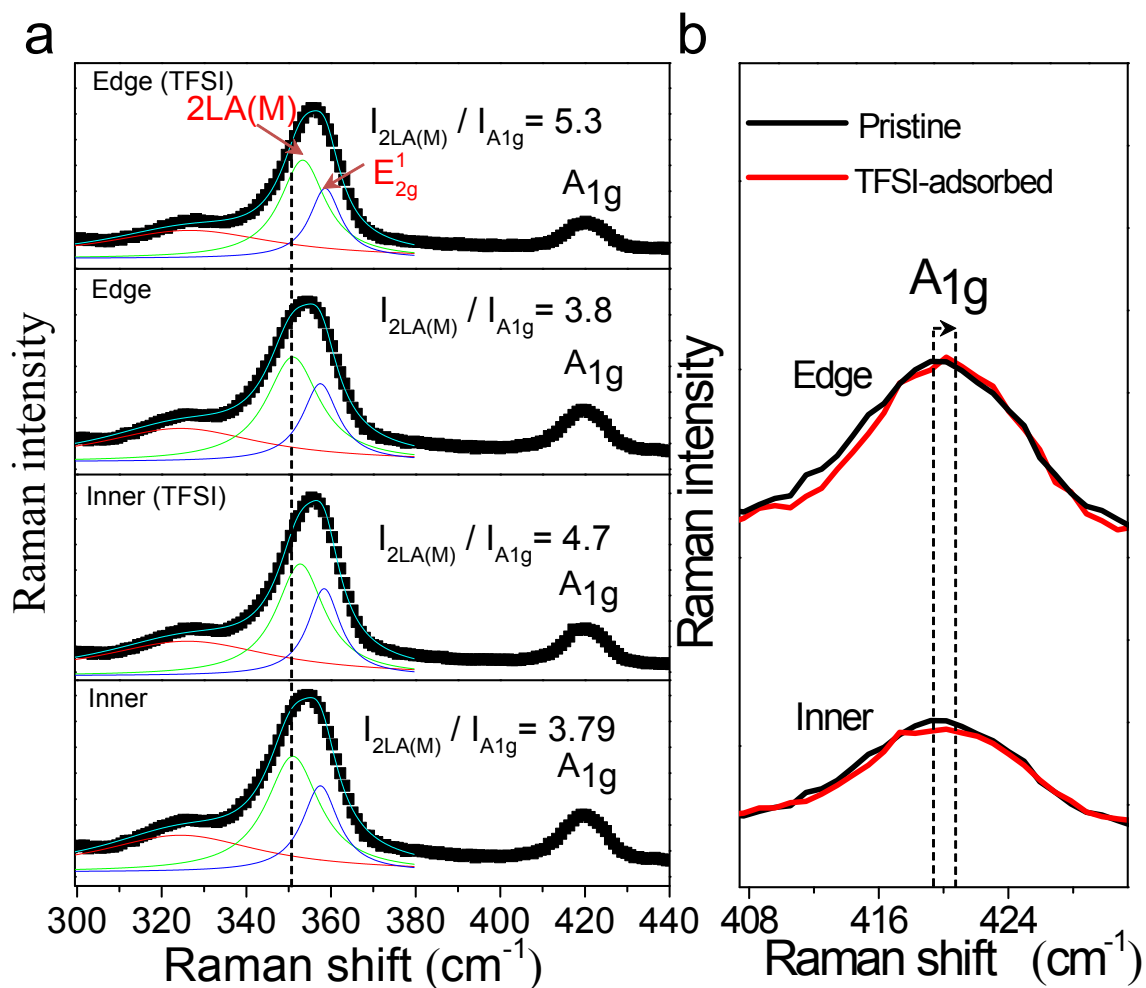 a
Edge (TFSI)
2LA(M)
I2LA(M) / IA1g= 5.3
E12g
A1g
Edge
I2LA(M) / IA1g= 3.8
A1g
Inner (TFSI)
I2LA(M) / IA1g= 4.7
A1g
Inner
I2LA(M) / IA1g= 3.79
A1g
Raman intensity
300 320 340 360 380 400 420 440
Raman shift (cm-1)
b
Pristine
TFSI-adsorbed
A1g
Edge
Inner
Raman intensity
408 416 424
Raman shift (cm-1)